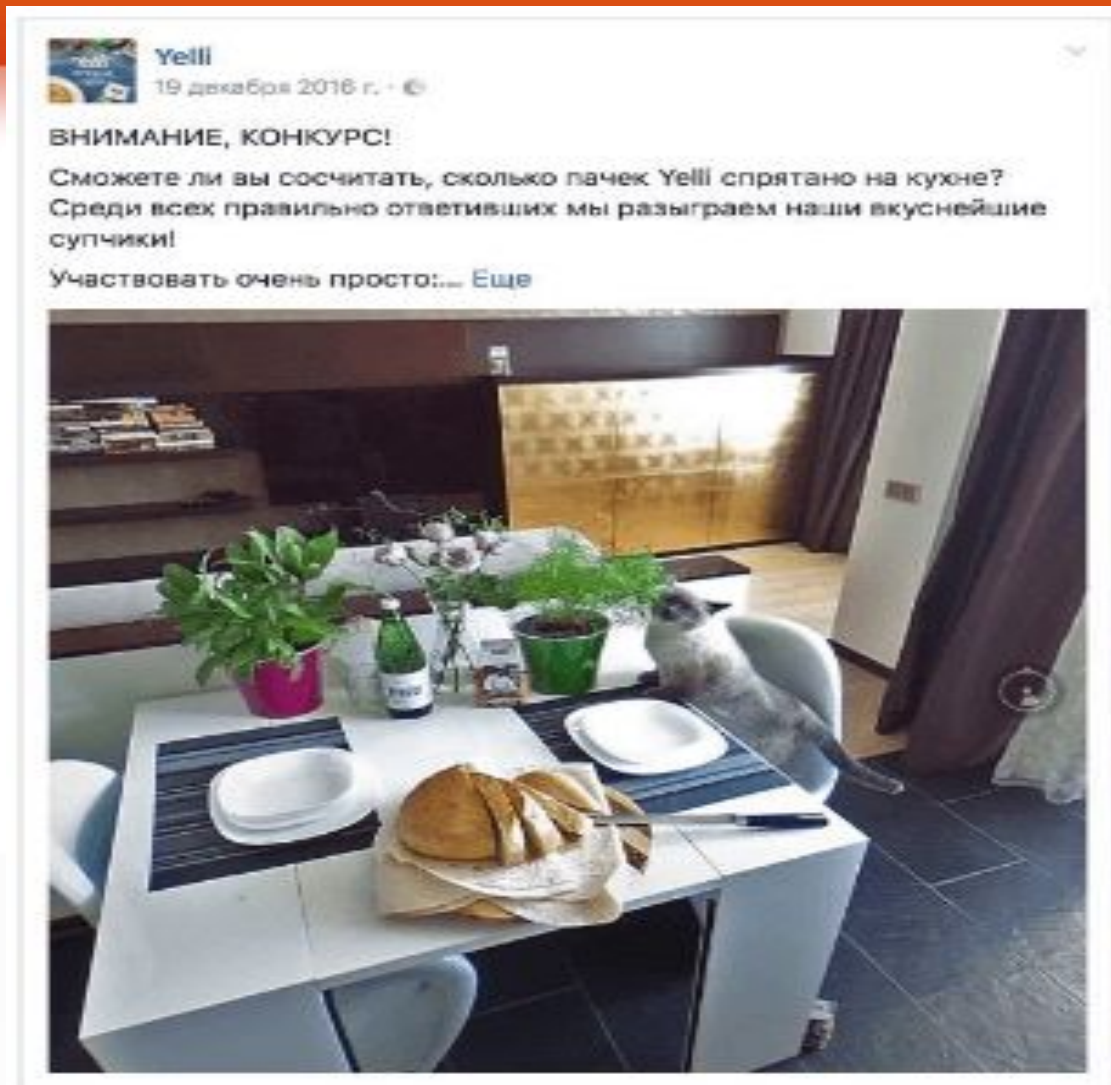 Yelli
19 декабря 2016 г. ·
ВНИМАНИЕ, КОНКУРС!
Сможете ли вы сосчитать, сколько пачек Yelli спрятано на кухне?
Среди всех правильно ответивших мы разыграем наши вкуснейшие
супчики!
Участвовать очень просто:... Еще